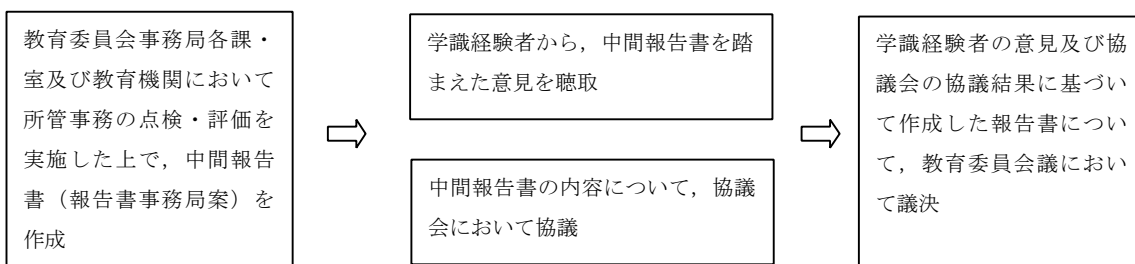 教育委員会事務局各課・
室及び教育機関において
所管事務の点検・評価を
実施した上で，中間報告
書（報告書事務局案）を
作成
学識経験者から，中間報告書を踏
まえた意見を聴取
中間報告書の内容について，協議
会において協議
学識経験者の意見及び協
議会の協議結果に基づい
て作成した報告書につい
て，教育委員会議におい
て議決